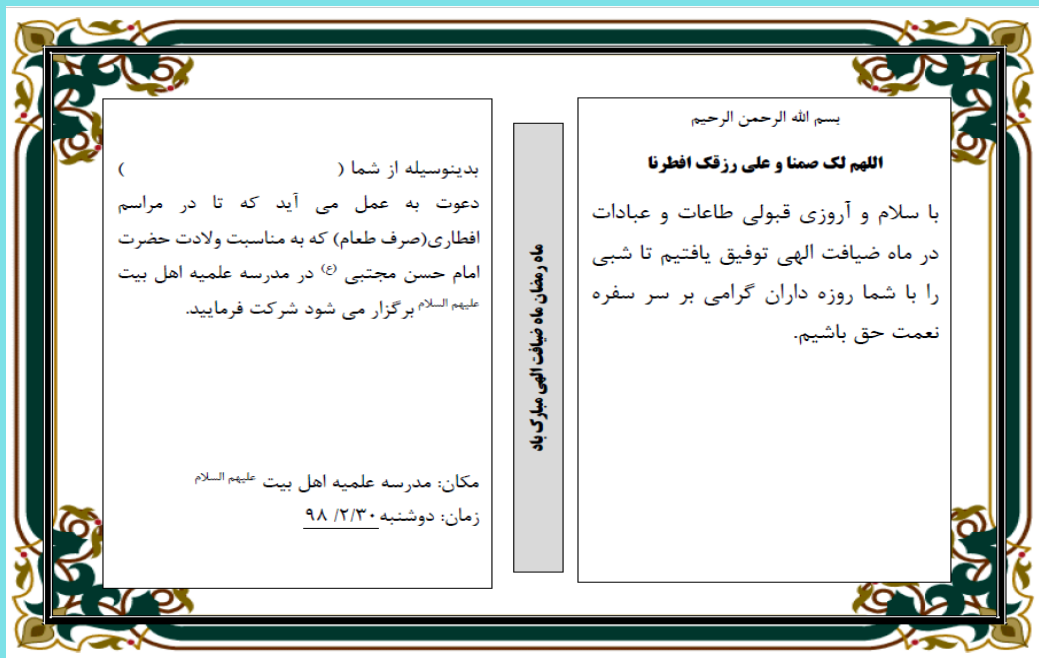 بسم الله الرحمن الرحیم
اللهم لک صمنا و علی رزقک افطرنا
با سلام و آروزی قبولی طاعات و عبادات
در ماه ضیافت الهی توفیق یافتیم تا شبی
را با شما روزه داران گرامی بر سر سفره
نعمت حق باشیم.
ماه رمضان ماه ضیافت الهی مبارک باد
بدینوسیله از شما ( )
دعوت به عمل می آید که تا در مراسم
افطاری(صرف طعام) که به مناسبت ولادت حضرت
امام حسن مجتبی (ع) در مدرسه علمیه اهل بیت
علیهم السلام برگزار می شود شرکت فرمایید.
مکان: مدرسه علمیه اهل بیت علیهم السلام
زمان: دوشنبه ۹۸ /۲/۳۰